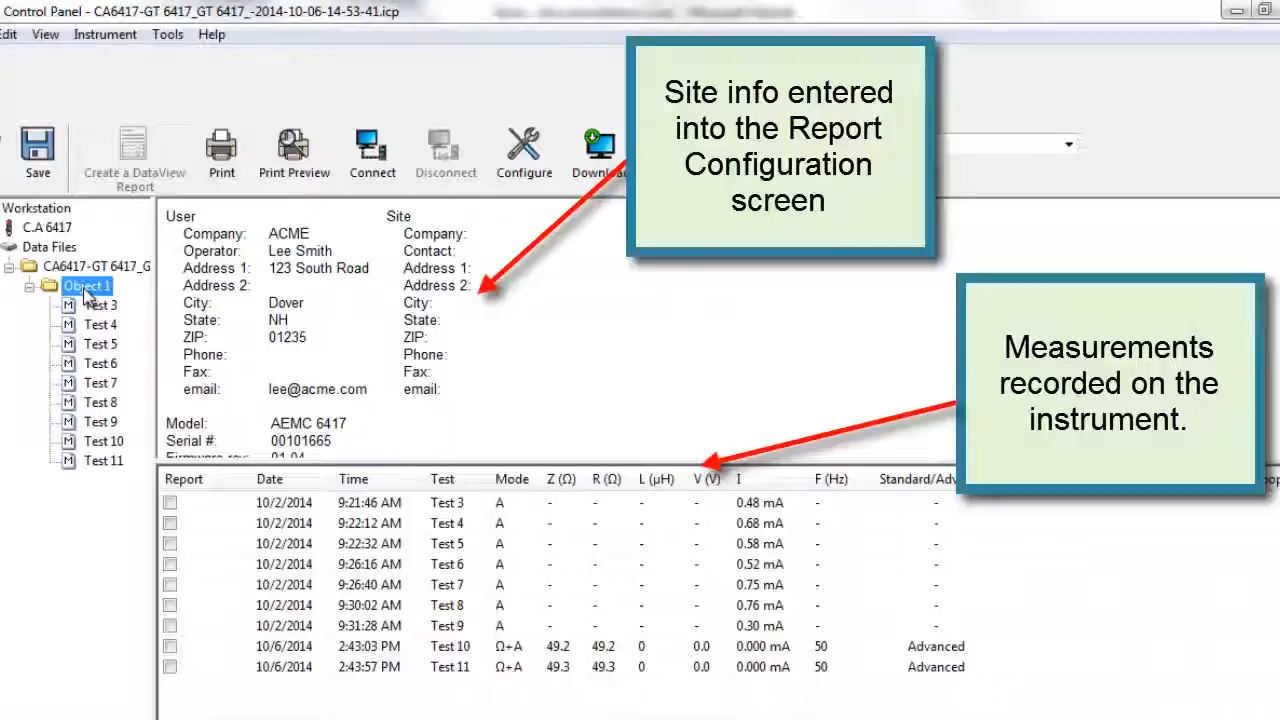 Control Panel - CA6417-GT 6417_GT 6417_-2014-10-06-14-53-41.icp
dit View Instrument Tools Help
Save
Create a DataView Report
Print
Print Preview
Connect
Disconnect
Configure
Downloa
Site info entered
into the Report
Configuration
screen
Workstation
C.A 6417
Data Files
CA6417-GT 6417_G
Object 1
Test 3
Test 4
Test 5
Test 6
Test 7
Test 8
Test 9
Test 10
Test 11
User Site
Company: ACME Company:
Operator: Lee Smith Contact:
Address 1: 123 South Road Address 1:
Address 2: Address 2:
City: Dover City:
State: NH State:
ZIP: 01235 ZIP:
Phone: Phone:
Fax: Fax:
email: lee@acme.com email:
Model: AEMC 6417
Serial #: 00101665
Firmware rev: 01.04
Measurements
recorded on the
instrument.
Report Date Time Test Mode Z (Ω) R (Ω) L (µH) V (V) I F (Hz) Standard/Adv
10/2/2014 9:21:46 AM Test 3 A - - - - 0.48 mA - -
10/2/2014 9:22:12 AM Test 4 A - - - - 0.68 mA - -
10/2/2014 9:22:32 AM Test 5 A - - - - 0.58 mA - -
10/2/2014 9:26:16 AM Test 6 A - - - - 0.52 mA - -
10/2/2014 9:26:40 AM Test 7 A - - - - 0.75 mA - -
10/2/2014 9:30:02 AM Test 8 A - - - - 0.76 mA - -
10/2/2014 9:31:28 AM Test 9 A - - - - 0.30 mA - -
10/6/2014 2:43:03 PM Test 10 Ω+A 49.2 49.2 0 0.0 0.000 mA 50 Advanced
10/6/2014 2:43:57 PM Test 11 Ω+A 49.3 49.3 0 0.0 0.000 mA 50 Advanced